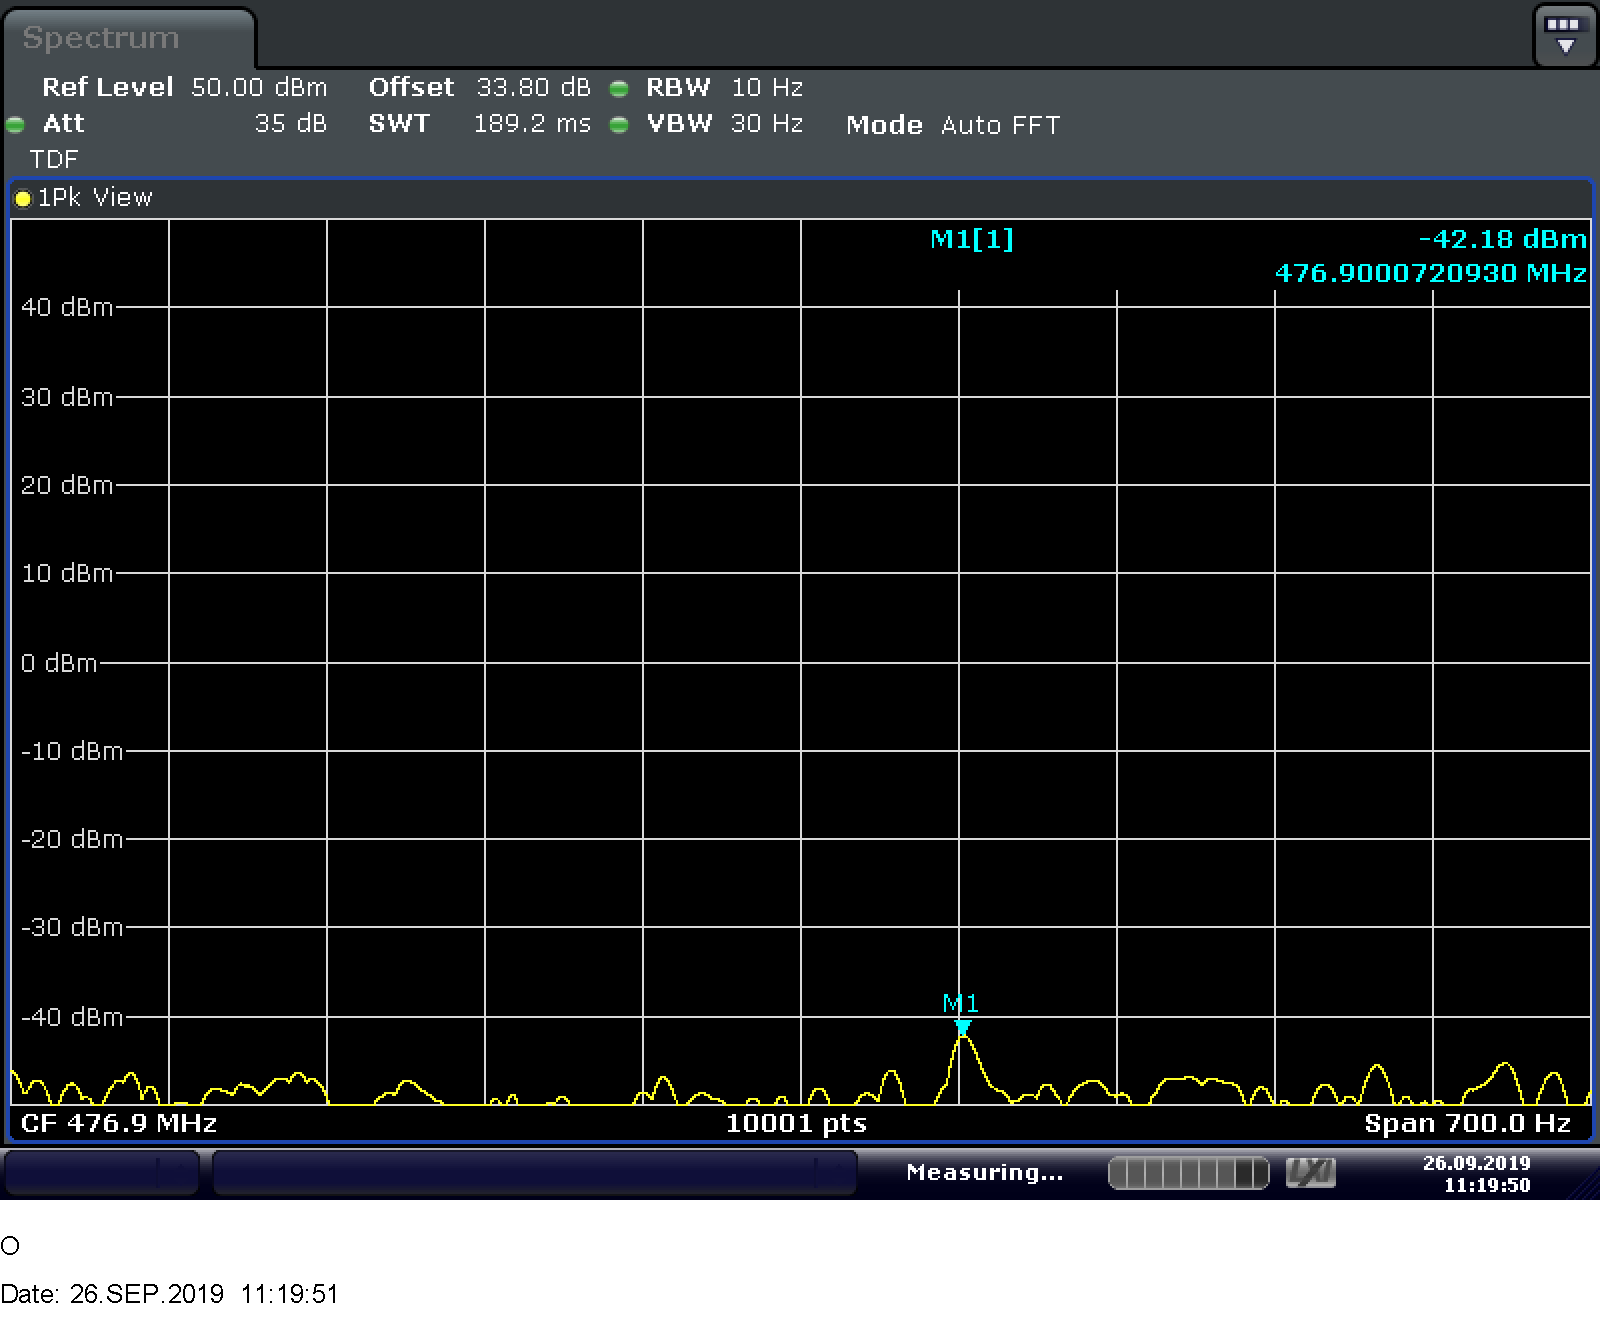 Spectrum
Ref Level 50.00 dBm Offset 33.80 dB RBW 10 Hz
Att 35 dB SWT 189.2 ms VBW 30 Hz Mode Auto FFT
TDF
1Pk View
M1[1] -42.18 dBm
476.9000720930 MHz
40 dBm
30 dBm
20 dBm
10 dBm
0 dBm
-10 dBm
-20 dBm
-30 dBm
-40 dBm
M1
CF 476.9 MHz 10001 pts Span 700.0 Hz
Measuring... LXI 26.09.2019
11:19:50
O
Date: 26.SEP.2019 11:19:51